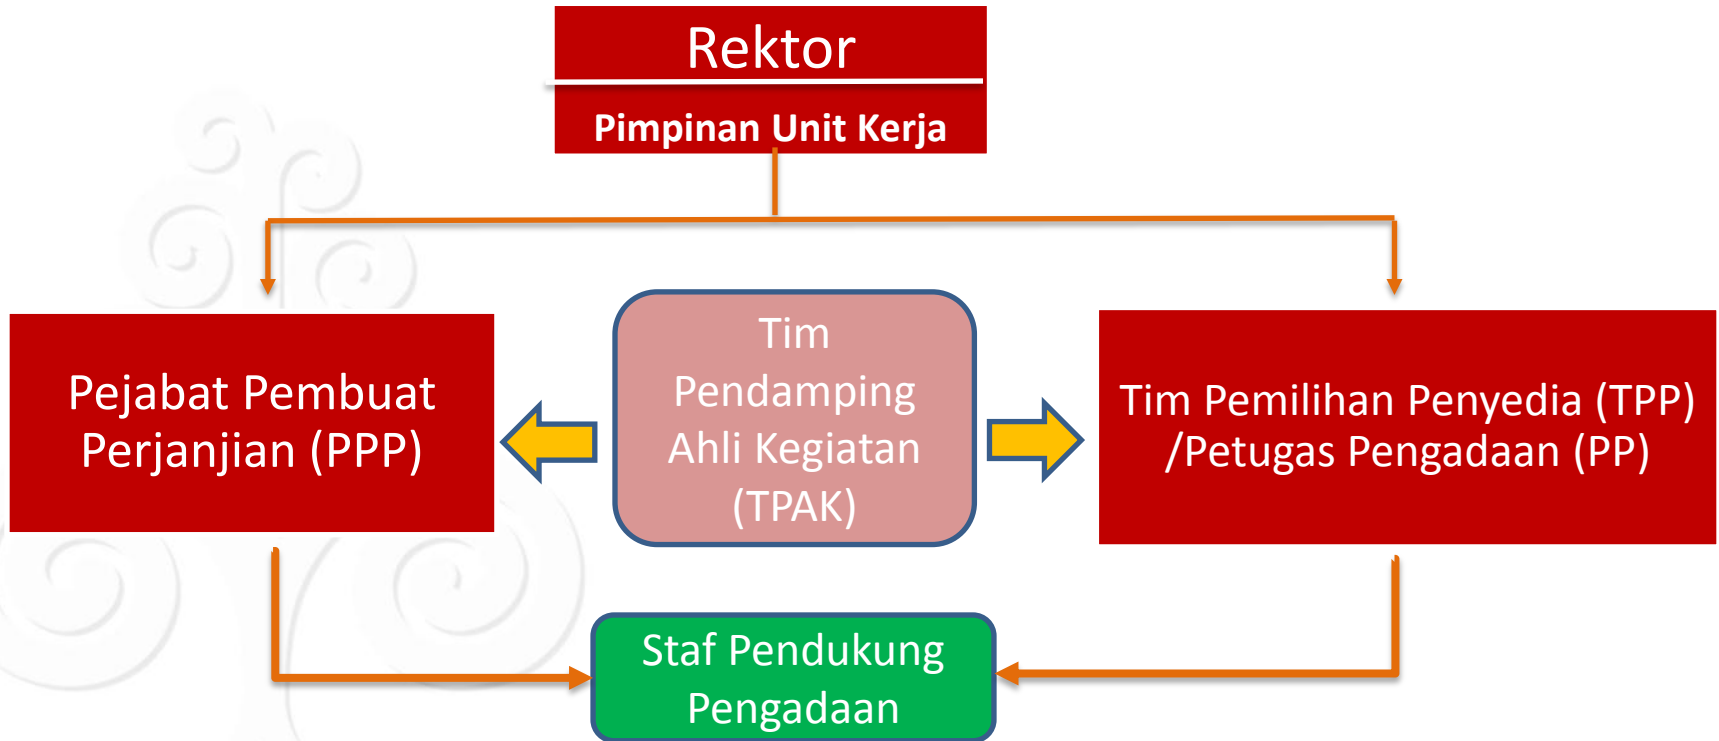 Rektor
Pimpinan Unit Kerja
Pejabat Pembuat
Perjanjian (PPP)
Tim
Pendamping
Ahli Kegiatan
(TPAK)
Tim Pemilihan Penyedia (TPP)
/Petugas Pengadaan (PP)
Staf Pendukung
Pengadaan